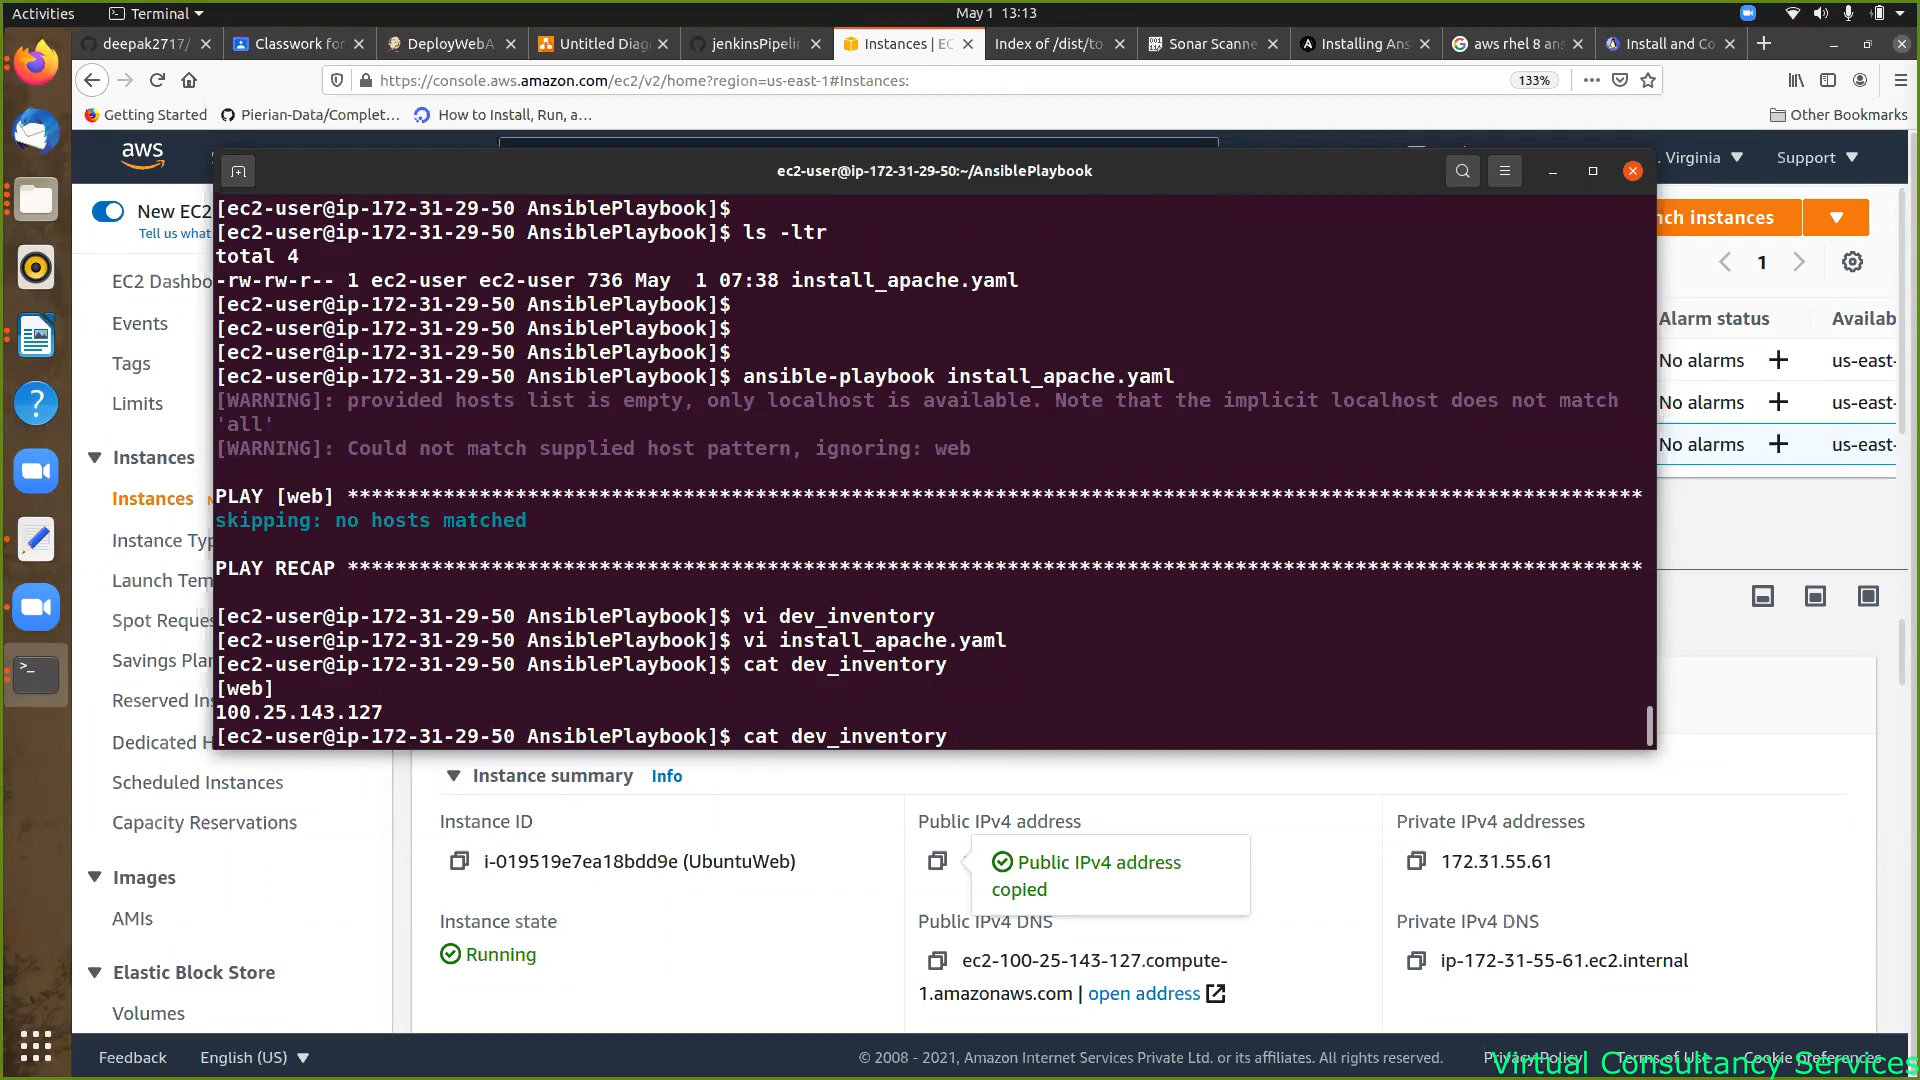 Activities
Terminal
May 1 13:13
deepak2717/
Classwork for
DeployWebA
Untitled Diag
jenkinsPipelin
Instances | EC
Index of /dist/to
Sonar Scanne
Installing Ans
aws rhel 8 ans
Install and Co
https://console.aws.amazon.com/ec2/v2/home?region=us-east-1#Instances:
133%
Getting Started
Pierian-Data/Complet…
How to Install, Run, a…
Other Bookmarks
aws
. Virginia
Support
ec2-user@ip-172-31-29-50:~/AnsiblePlaybook
New EC2
Tell us what
nch instances
1
EC2 Dashbo
Events
Tags
Limits
Instances
Instances
Instance Typ
Launch Tem
Spot Reque
Savings Plan
Reserved Ins
Dedicated H
Scheduled Instances
Capacity Reservations
Images
AMIs
Elastic Block Store
Volumes
[ec2-user@ip-172-31-29-50 AnsiblePlaybook]$
[ec2-user@ip-172-31-29-50 AnsiblePlaybook]$ ls -ltr
total 4
-rw-rw-r-- 1 ec2-user ec2-user 736 May  1 07:38 install_apache.yaml
[ec2-user@ip-172-31-29-50 AnsiblePlaybook]$
[ec2-user@ip-172-31-29-50 AnsiblePlaybook]$
[ec2-user@ip-172-31-29-50 AnsiblePlaybook]$
[ec2-user@ip-172-31-29-50 AnsiblePlaybook]$ ansible-playbook install_apache.yaml
[WARNING]: provided hosts list is empty, only localhost is available. Note that the implicit localhost does not match
'all'
[WARNING]: Could not match supplied host pattern, ignoring: web
PLAY [web] ************************************************************************************************************
skipping: no hosts matched
PLAY RECAP ************************************************************************************************************
[ec2-user@ip-172-31-29-50 AnsiblePlaybook]$ vi dev_inventory
[ec2-user@ip-172-31-29-50 AnsiblePlaybook]$ vi install_apache.yaml
[ec2-user@ip-172-31-29-50 AnsiblePlaybook]$ cat dev_inventory
[web]
100.25.143.127
[ec2-user@ip-172-31-29-50 AnsiblePlaybook]$ cat dev_inventory
Alarm status
Availab
No alarms
us-east-
No alarms
us-east-
No alarms
us-east-
Instance summary Info
Instance ID
i-019519e7ea18bdd9e (UbuntuWeb)
Public IPv4 address
Public IPv4 address
copied
Private IPv4 addresses
172.31.55.61
Instance state
Running
Public IPv4 DNS
ec2-100-25-143-127.compute-
1.amazonaws.com | open address
Private IPv4 DNS
ip-172-31-55-61.ec2.internal
Feedback
English (US)
© 2008 - 2021, Amazon Internet Services Private Ltd. or its affiliates. All rights reserved.
Privacy Policy
Terms of Use
Cookie preferences
Virtual Consultancy Services